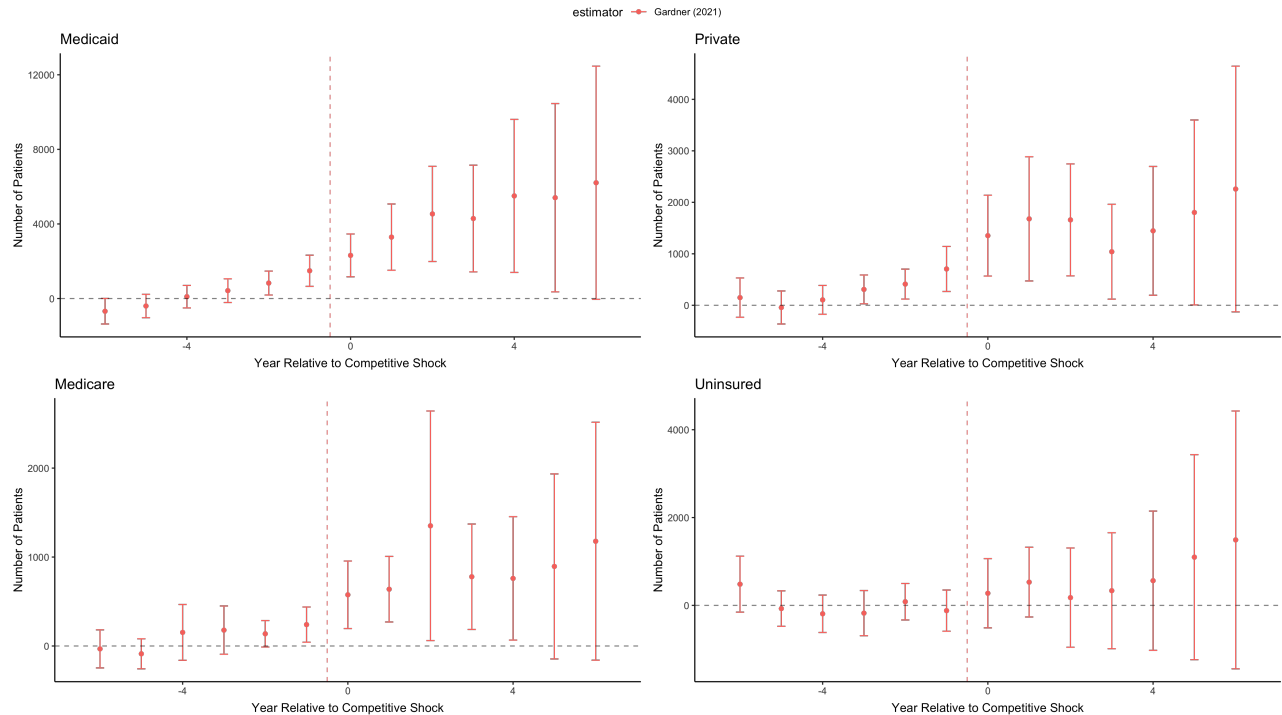 estimator Gardner (2021)
Medicaid
Number of Patients
12000
8000
4000
0
-4
0
4
Year Relative to Competitive Shock
Private
Number of Patients
4000
3000
2000
1000
0
-4
0
4
Year Relative to Competitive Shock
Medicare
Number of Patients
2000
1000
0
-4
0
4
Year Relative to Competitive Shock
Uninsured
Number of Patients
4000
2000
0
-4
0
4
Year Relative to Competitive Shock